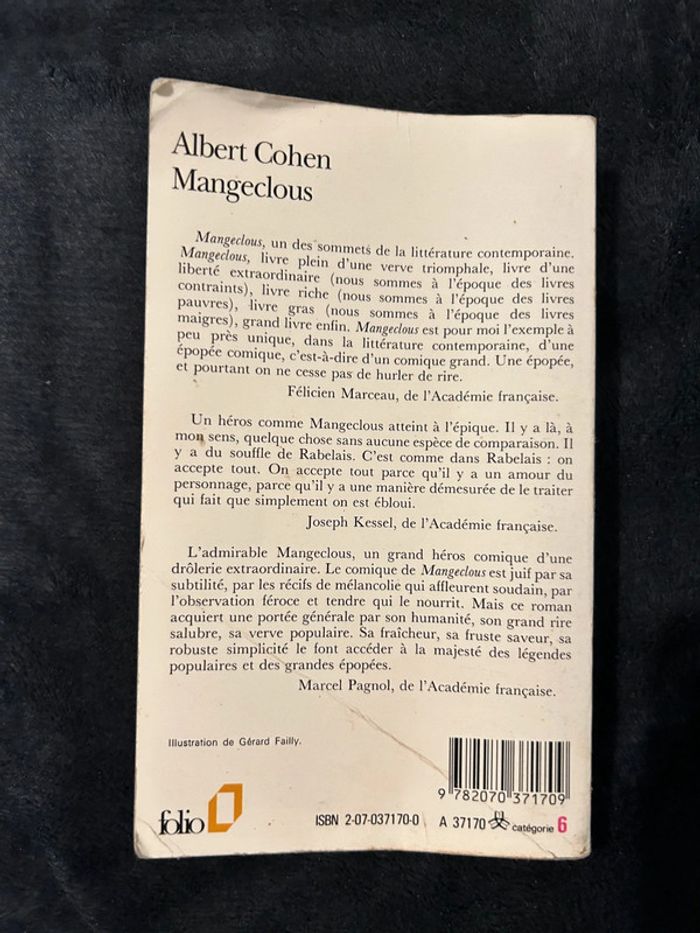 Albert Cohen
Mangeclous
Mangeclous, un des sommets de la littérature contemporaine.
Mangeclous, livre plein d'une verve triomphale, livre d'une
liberté extraordinaire (nous sommes à l'époque des livres
contraints), livre riche (nous sommes à l'époque des livres
pauvres), livre gras (nous sommes à l'époque des livres
maigres), grand livre enfin. Mangeclous est pour moi l'exemple à
peu près unique, dans la littérature contemporaine, d'une
épopée comique, c'est-à-dire d'un comique grand. Une épopée,
et pourtant on ne cesse pas de hurler de rire.
Félicien Marceau, de l'Académie française.
Un héros comme Mangeclous atteint à l'épique. Il y a là, à
mon sens, quelque chose sans aucune espèce de comparaison. Il
y a du souffle de Rabelais. C'est comme dans Rabelais : on
accepte tout. On accepte tout parce qu'il y a un amour du
personnage, parce qu'il y a une manière démesurée de le traiter
qui fait que simplement on est ébloui.
Joseph Kessel, de l'Académie française.
L'admirable Mangeclous, un grand héros comique d'une
drôlerie extraordinaire. Le comique de Mangeclous est juif par sa
subtilité, par les récifs de mélancolie qui affleurent soudain, par
l'observation féroce et tendre qui le nourrit. Mais ce roman
acquiert une portée générale par son humanité, son grand rire
salubre, sa verve populaire. Sa fraîcheur, sa fruste saveur, sa
robuste simplicité le font accéder à la majesté des légendes
populaires et des grandes épopées.
Marcel Pagnol, de l'Académie française.
Illustration de Gérard Failly.
9 782070 371709
folio
ISBN 2-07-037170-0 A 37170 catégorie 6